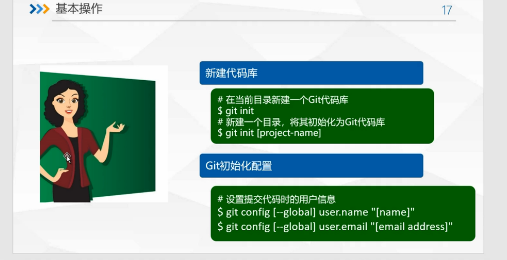 基本操作
17
新建代码库
# 在当前目录新建一个Git代码库
$ git init
# 新建一个目录，将其初始化为Git代码库
$ git init [project-name]
Git初始化配置
# 设置提交代码时的用户信息
$ git config [--global] user.name "[name]"
$ git config [--global] user.email "[email address]"